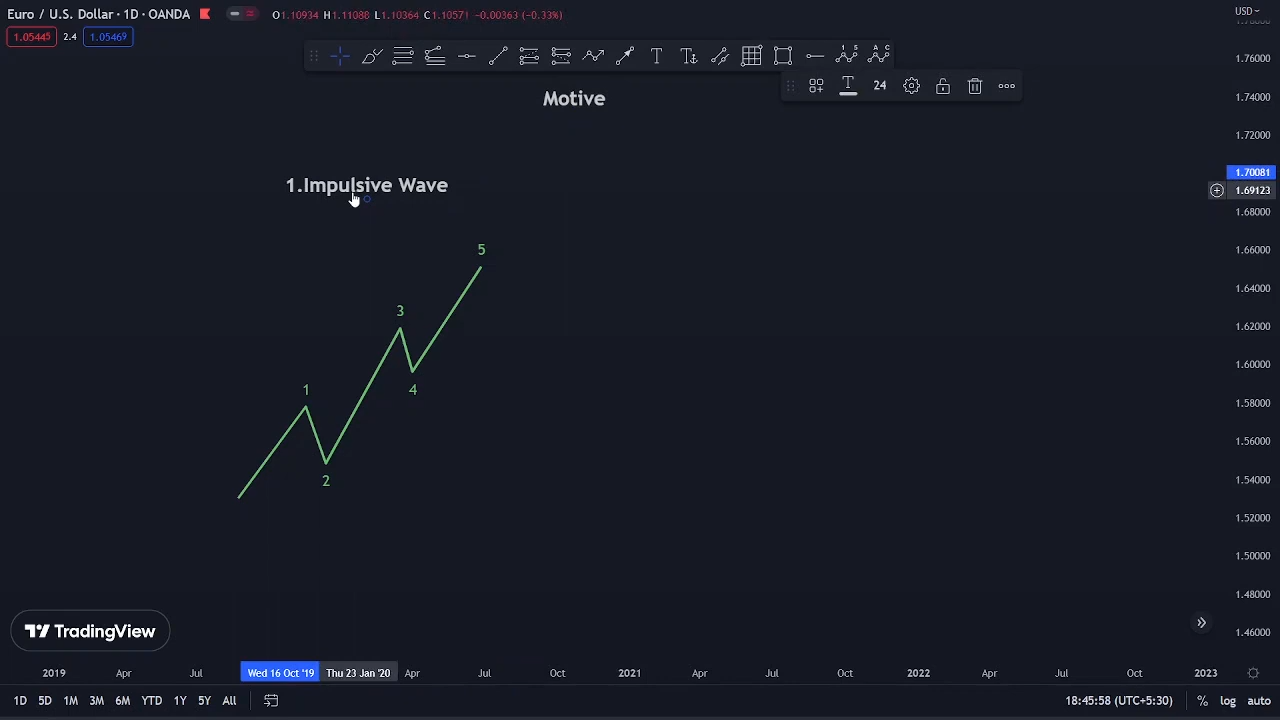 Euro / U.S. Dollar · 1D · OANDA O1.10934 H1.11088 L1.10364 C1.10571 -0.00363 (-0.33%) USD
1.05445 2.4 1.05469
1.78000
1.76000
T T 1 5 A C
T 24
Motive
1.74000
1.72000
1.70081
1.Impulsive Wave
1.69123
1.68000
5
1.66000
1.64000
3
1.62000
1.60000
1
4
1.58000
1.56000
2
1.54000
1.52000
1.50000
1.48000
TradingView
1.46000
2019 Apr Jul Wed 16 Oct '19 Thu 23 Jan '20 Apr Jul Oct 2021 Apr Jul Oct 2022 Apr Jul Oct 2023
1D 5D 1M 3M 6M YTD 1Y 5Y All 18:45:58 (UTC+5:30) % log auto